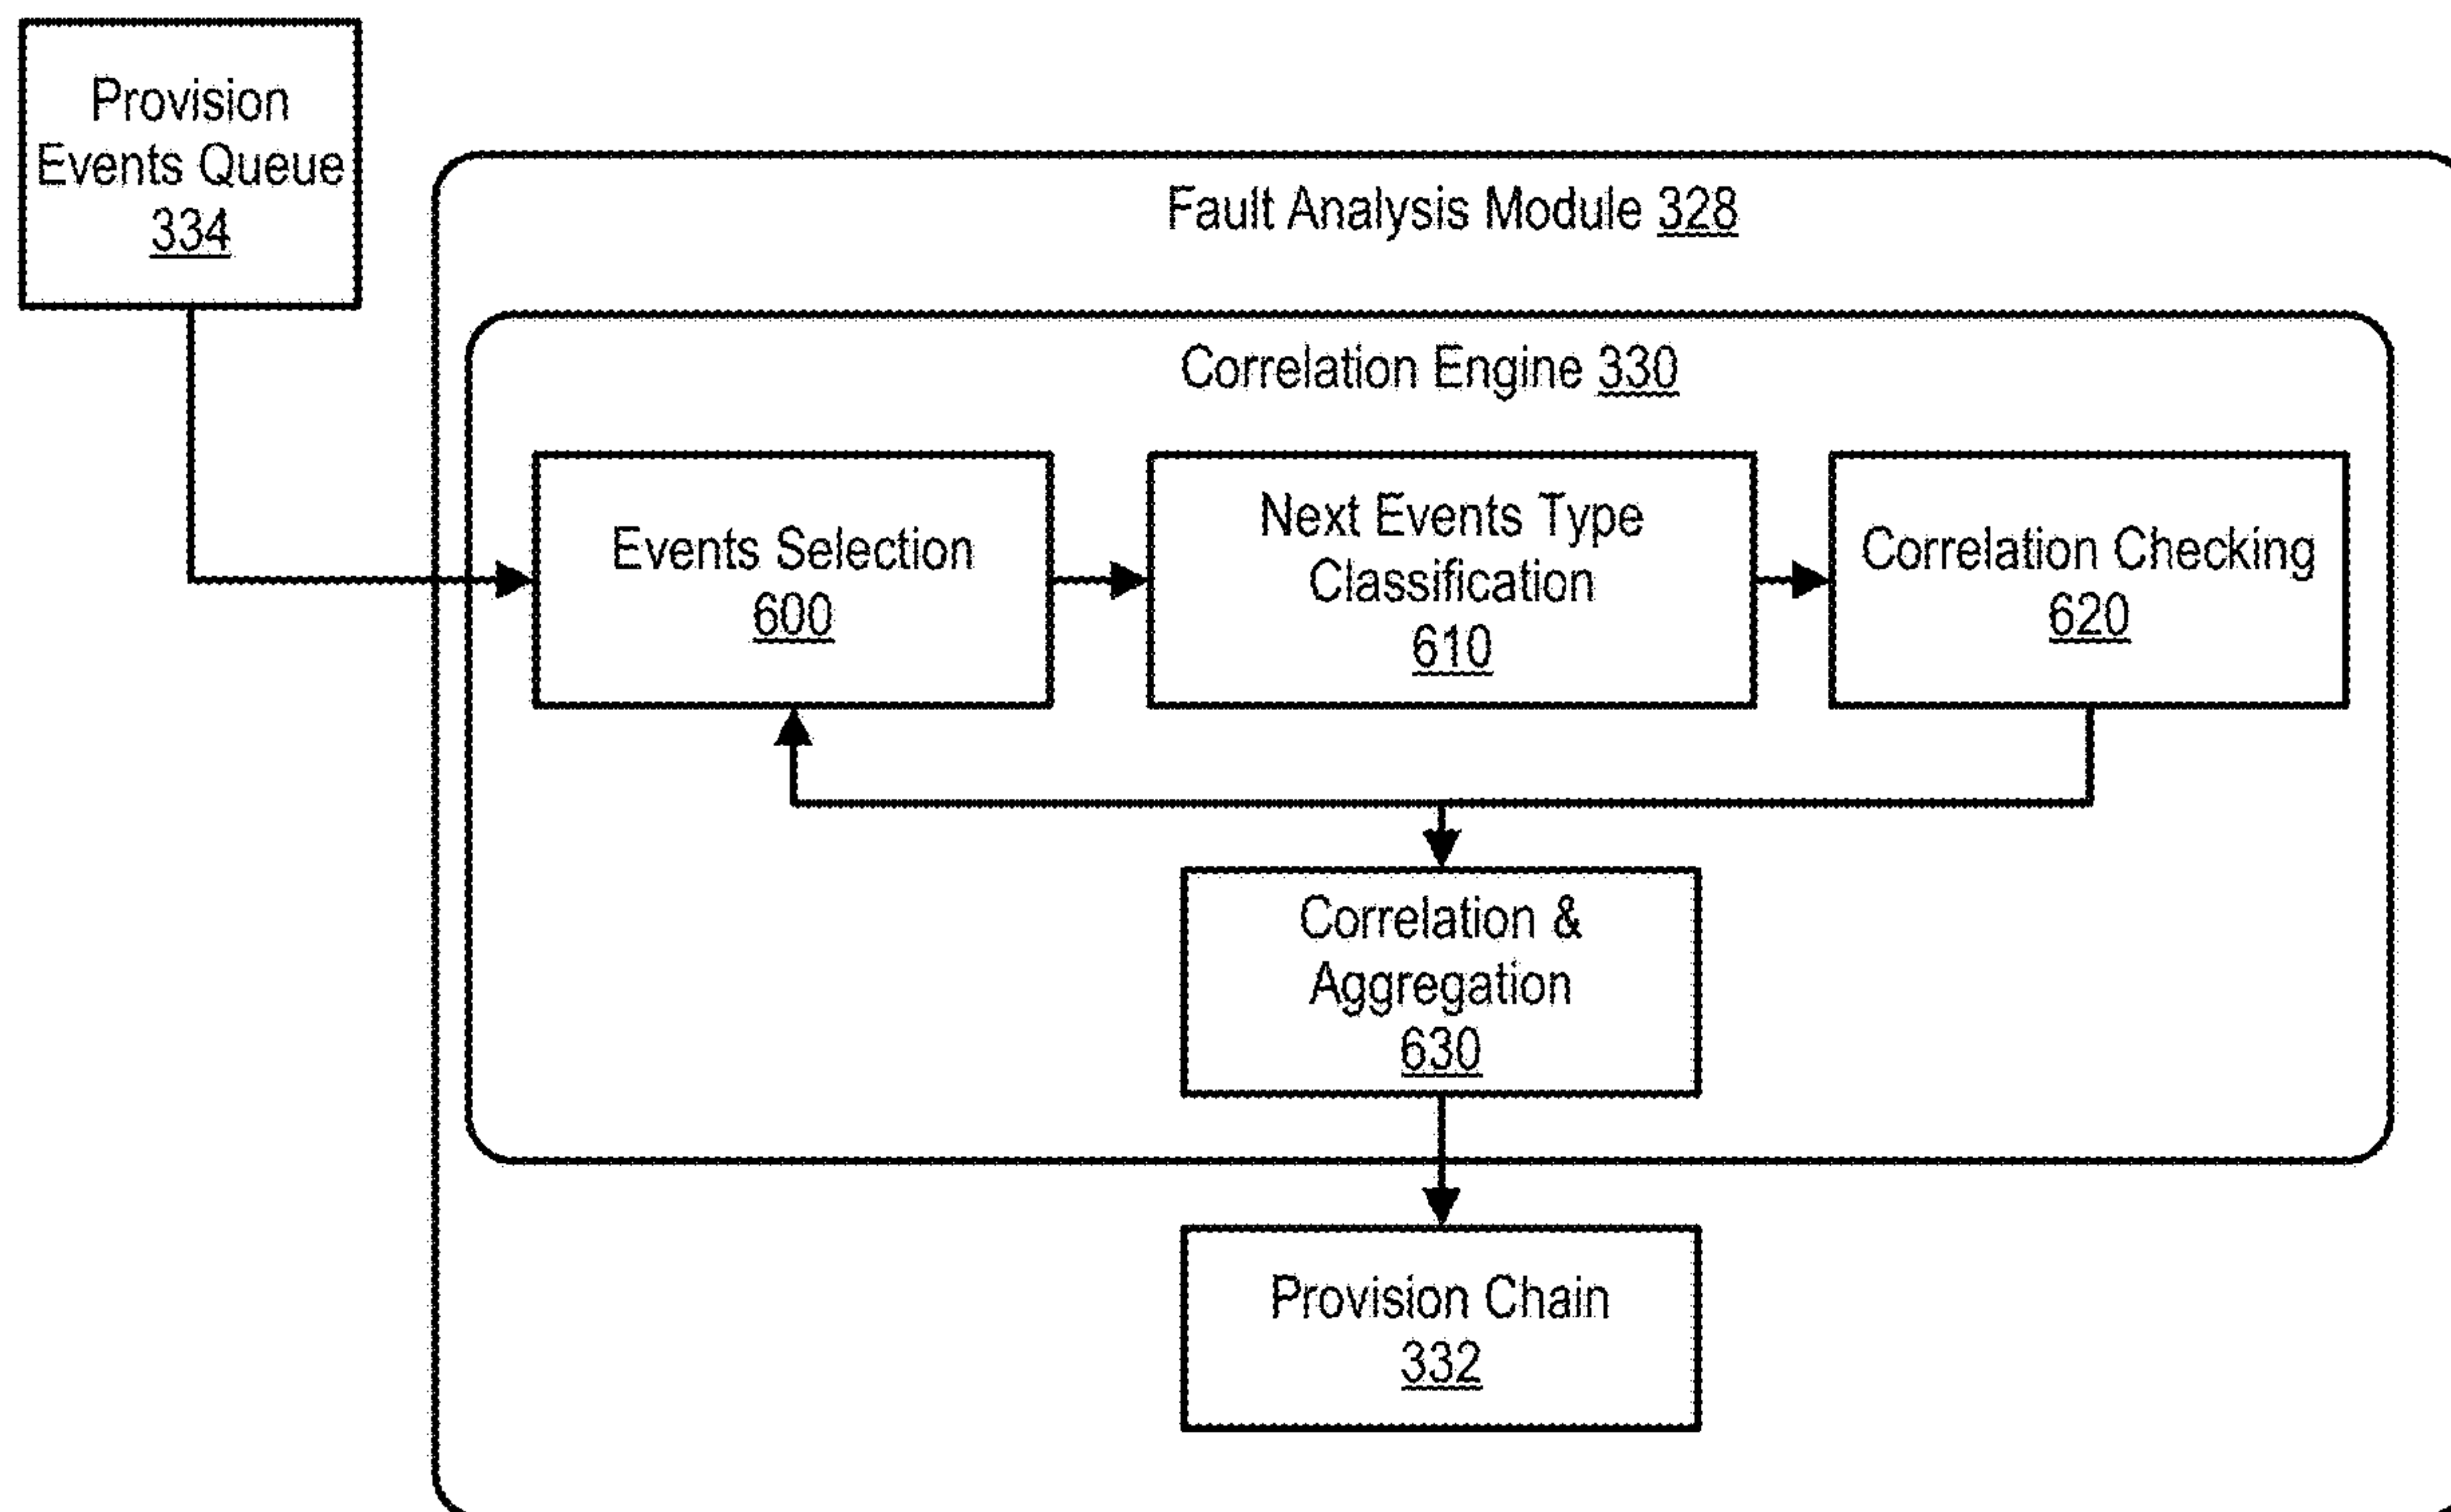 Provision
Events Queue
334
Fault Analysis Module 328
Correlation Engine 330
Events Selection
600
Next Events Type
Classification
610
Correlation Checking
620
Correlation &
Aggregation
630
Provision Chain
332